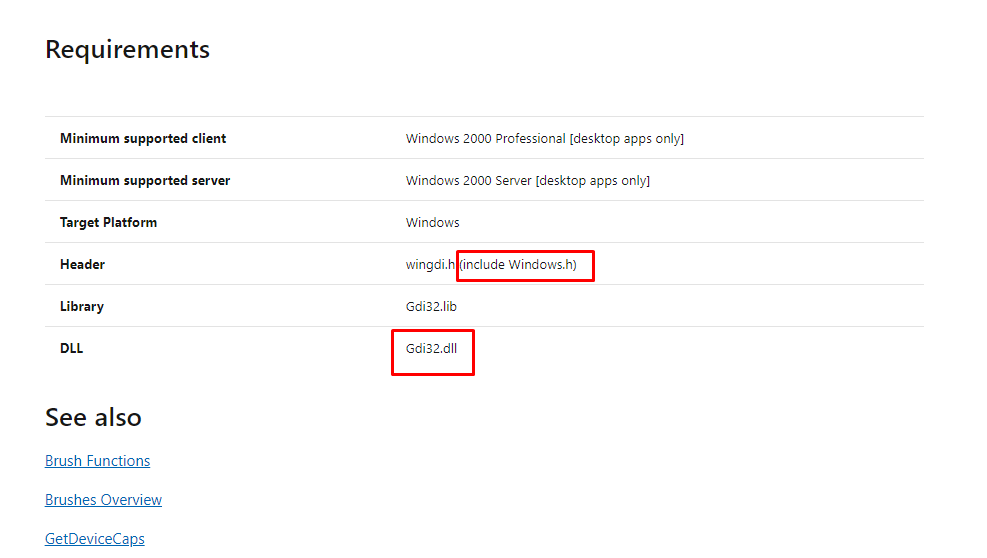 Requirements
Minimum supported client Windows 2000 Professional [desktop apps only]
Minimum supported server Windows 2000 Server [desktop apps only]
Target Platform Windows
Header wingdi.h (include Windows.h)
Library Gdi32.lib
DLL Gdi32.dll
See also
Brush Functions
Brushes Overview
GetDeviceCaps